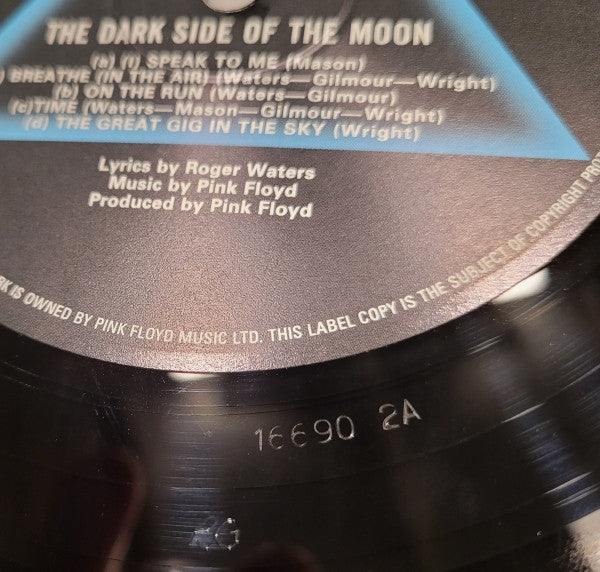 THE DARK SIDE OF THE MOON
(a) (i) SPEAK TO ME (Mason)
) BREATHE (IN THE AIR) (Waters—Gilmour—Wright)
(b) ON THE RUN (Waters—Gilmour)
(c)TIME (Waters—Mason—Gilmour—Wright)
(d) THE GREAT GIG IN THE SKY (Wright)
Lyrics by Roger Waters
Music by Pink Floyd
Produced by Pink Floyd
IS OWNED BY PINK FLOYD MUSIC LTD. THIS LABEL COPY IS THE SUBJECT OF COPYRIGHT
16690 2A